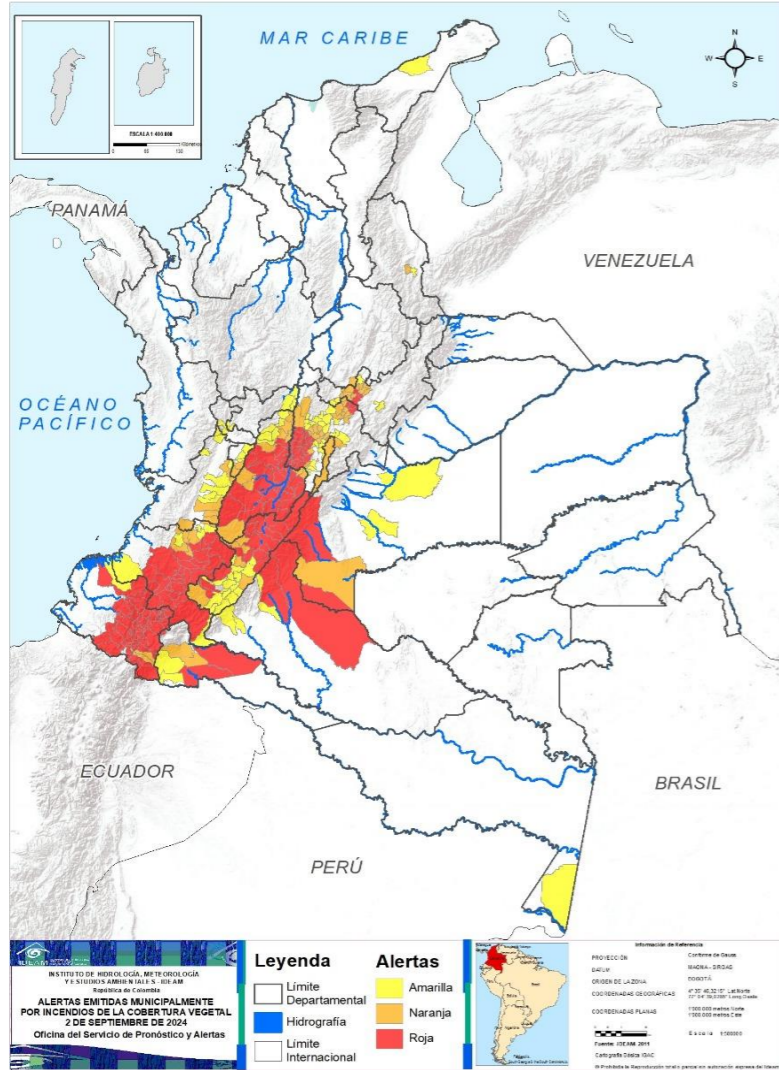 MAR CARIBE
N
W
E
S
ESCALA 1:400.000
PANAMÁ
VENEZUELA
OCÉANO
PACÍFICO
ECUADOR
BRASIL
PERÚ
IDEAM
INSTITUTO DE HIDROLOGÍA, METEOROLOGÍA
Y ESTUDIOS AMBIENTALES - IDEAM
República de Colombia
ALERTAS EMITIDAS MUNICIPALMENTE
POR INCENDIOS DE LA COBERTURA VEGETAL
2 DE SEPTIEMBRE DE 2024
Oficina del Servicio de Pronóstico y Alertas
Leyenda
Límite
Departamental
Hidrografía
Límite
Internacional
Alertas
Amarilla
Naranja
Roja
Información de Referencia
PROYECCIÓN
Conforme de Gauss
DATUM
MAGNA - SIRGAS
ORIGEN DE LA ZONA
BOGOTÁ
COORDENADAS GEOGRÁFICAS
COORDENADAS PLANAS
1'000.000 metros Norte
1'000.000 metros Este
Escala
Fuente: IDEAM, 2011
Cartografía Básica IGAC